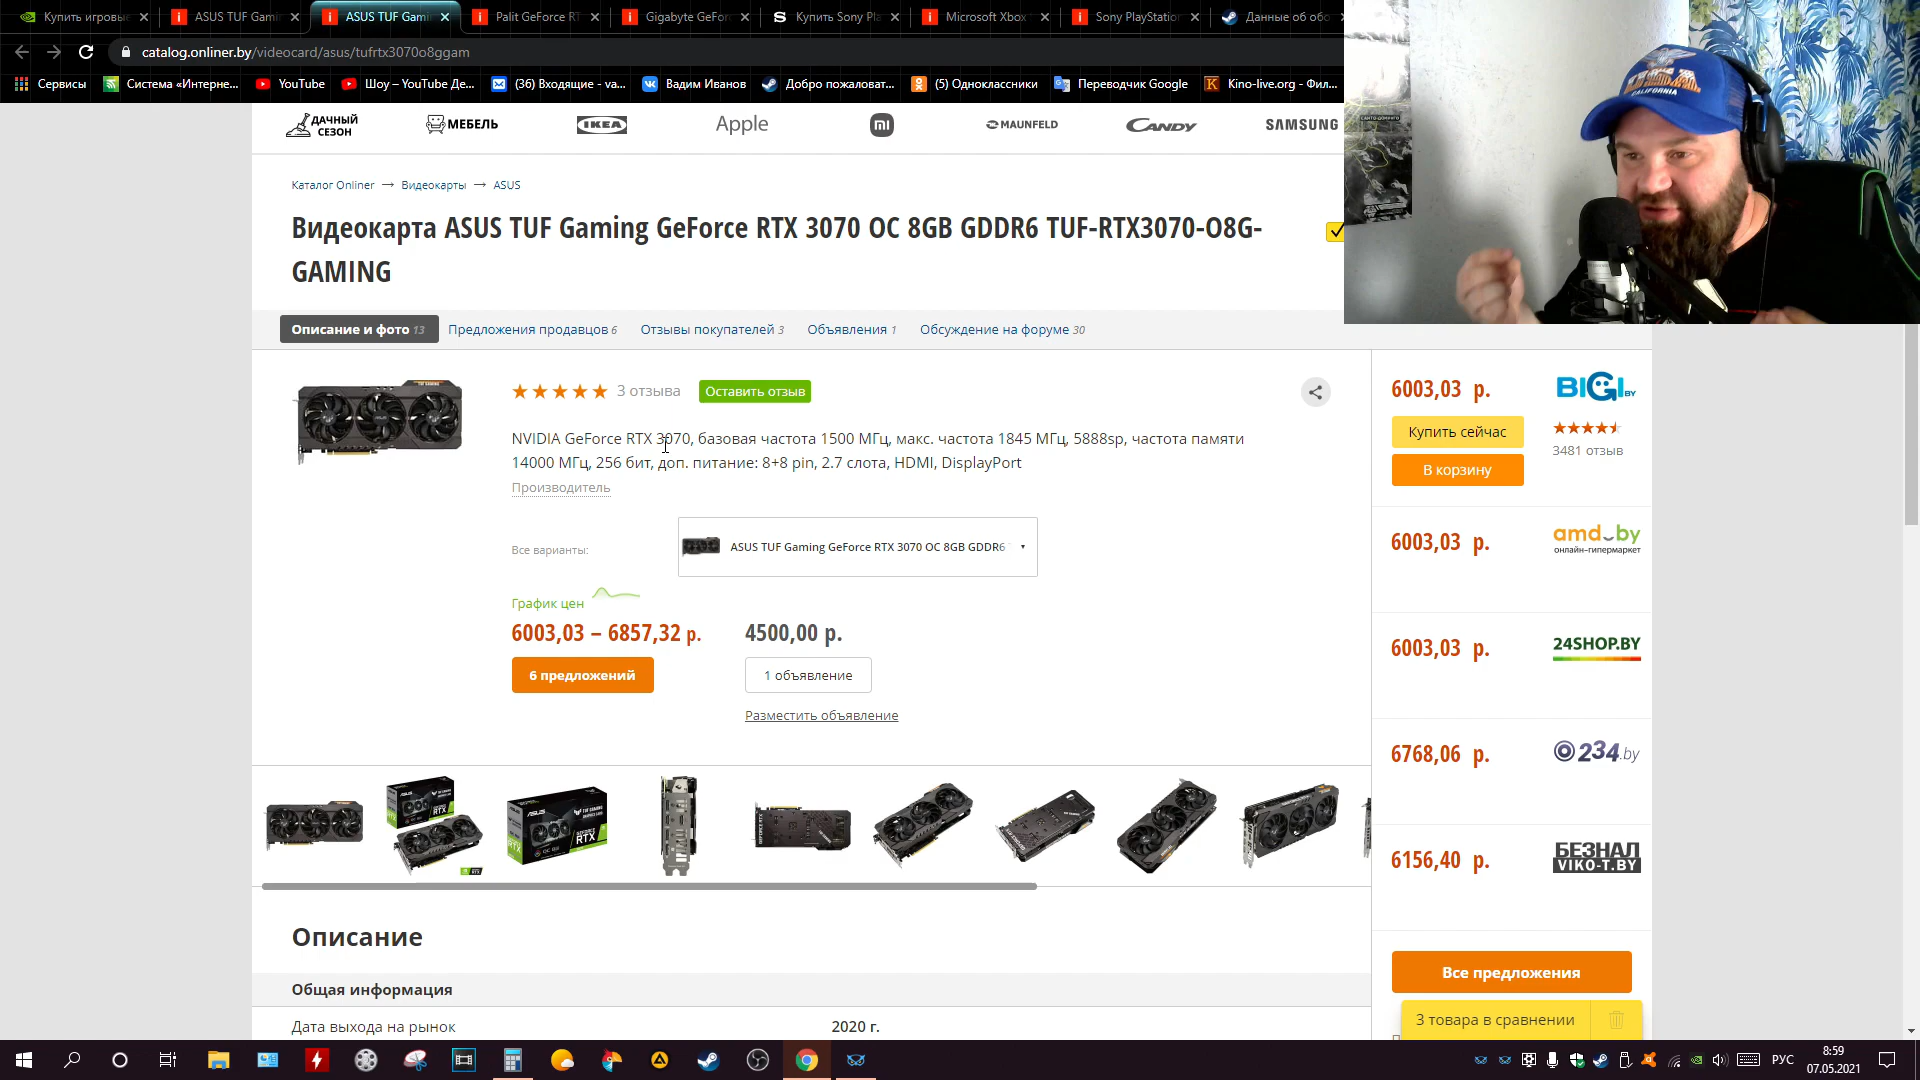 Купить игровые
ASUS TUF Gami
ASUS TUF Gami
Palit GeForce RT
Gigabyte GeFor
Купить Sony Pla
Microsoft Xbox
Sony PlayStation
Данные об обо
catalog.onliner.by/videocard/asus/tufrtx3070o8ggam
Сервисы
Система «Интерне...
YouTube
Шоу – YouTube Де...
(36) Входящие - va...
Вадим Иванов
Добро пожаловат...
(5) Одноклассники
Переводчик Google
Kino-live.org - Фил...
ДАЧНЫЙ СЕЗОН
МЕБЕЛЬ
IKEA
Apple
MAUNFELD
CANDY
SAMSUNG
CALIFORNIA
Каталог Onliner → Видеокарты → ASUS
Видеокарта ASUS TUF Gaming GeForce RTX 3070 OC 8GB GDDR6 TUF-RTX3070-O8G-
GAMING
Описание и фото 13
Предложения продавцов 6
Отзывы покупателей 3
Объявления 1
Обсуждение на форуме 30
3 отзыва
Оставить отзыв
NVIDIA GeForce RTX 3070, базовая частота 1500 МГц, макс. частота 1845 МГц, 5888sp, частота памяти
14000 МГц, 256 бит, доп. питание: 8+8 pin, 2.7 слота, HDMI, DisplayPort
Производитель
Все варианты:
ASUS TUF Gaming GeForce RTX 3070 OC 8GB GDDR6
График цен
6003,03 – 6857,32 р.
4500,00 р.
6 предложений
1 объявление
Разместить объявление
6003,03 р.
BIGI BY
Купить сейчас
3481 отзыв
В корзину
6003,03 р.
amd.by
онлайн-гипермаркет
6003,03 р.
24SHOP.BY
6768,06 р.
234.by
6156,40 р.
БЕЗНАЛ
VIKO-T.BY
Все предложения
3 товара в сравнении
Описание
Общая информация
Дата выхода на рынок
2020 г.
РУС
8:59
07.05.2021